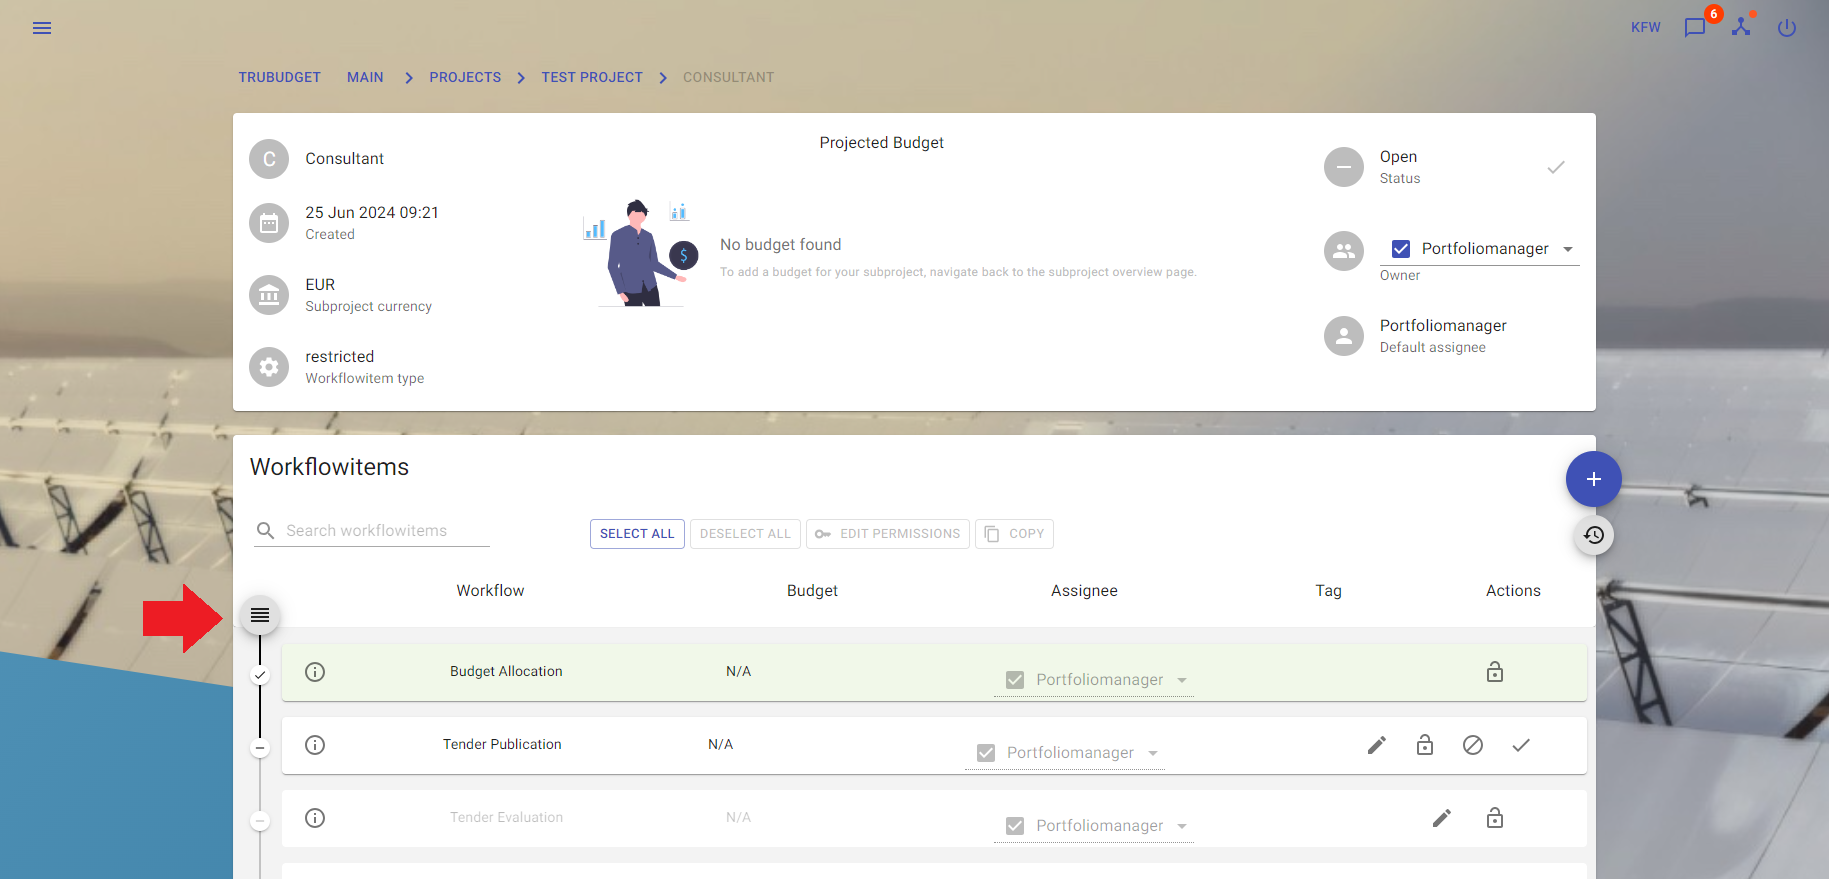 KFW
6
TRUBUDGET MAIN PROJECTS TEST PROJECT CONSULTANT
C
Consultant
25 Jun 2024 09:21
Created
EUR
Subproject currency
restricted
Workflowitem type
Projected Budget
$
No budget found
To add a budget for your subproject, navigate back to the subproject overview page.
Open
Status
Portfoliomanager
Owner
Portfoliomanager
Default assignee
Workflowitems
Search workflowitems
SELECT ALL DESELECT ALL EDIT PERMISSIONS COPY
Workflow Budget Assignee Tag Actions
Budget Allocation N/A Portfoliomanager
Tender Publication N/A Portfoliomanager
Tender Evaluation N/A Portfoliomanager